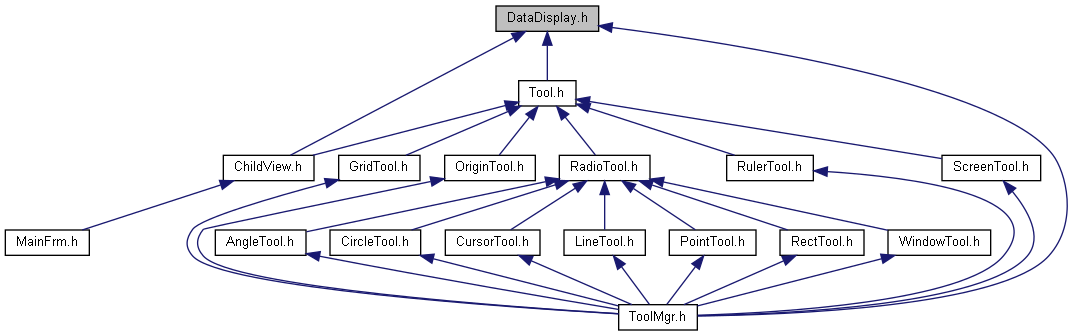 DataDisplay.h
Tool.h
ChildView.h
GridTool.h
OriginTool.h
RadioTool.h
RulerTool.h
ScreenTool.h
MainFrm.h
AngleTool.h
CircleTool.h
CursorTool.h
LineTool.h
PointTool.h
RectTool.h
WindowTool.h
ToolMgr.h